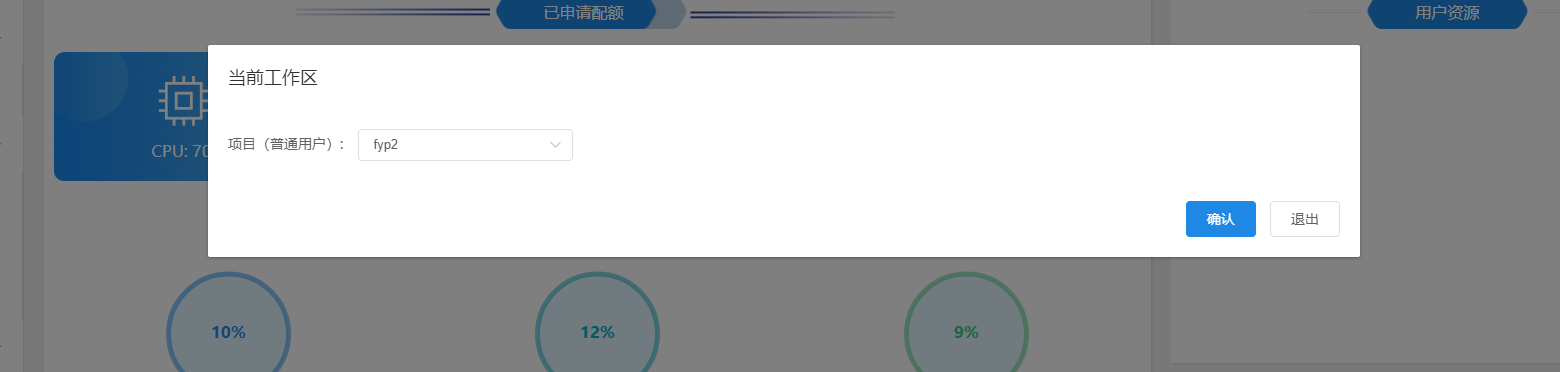 已申请配额
用户资源
当前工作区
项目（普通用户）：
fyp2
CPU: 70
确认
退出
10%
12%
9%